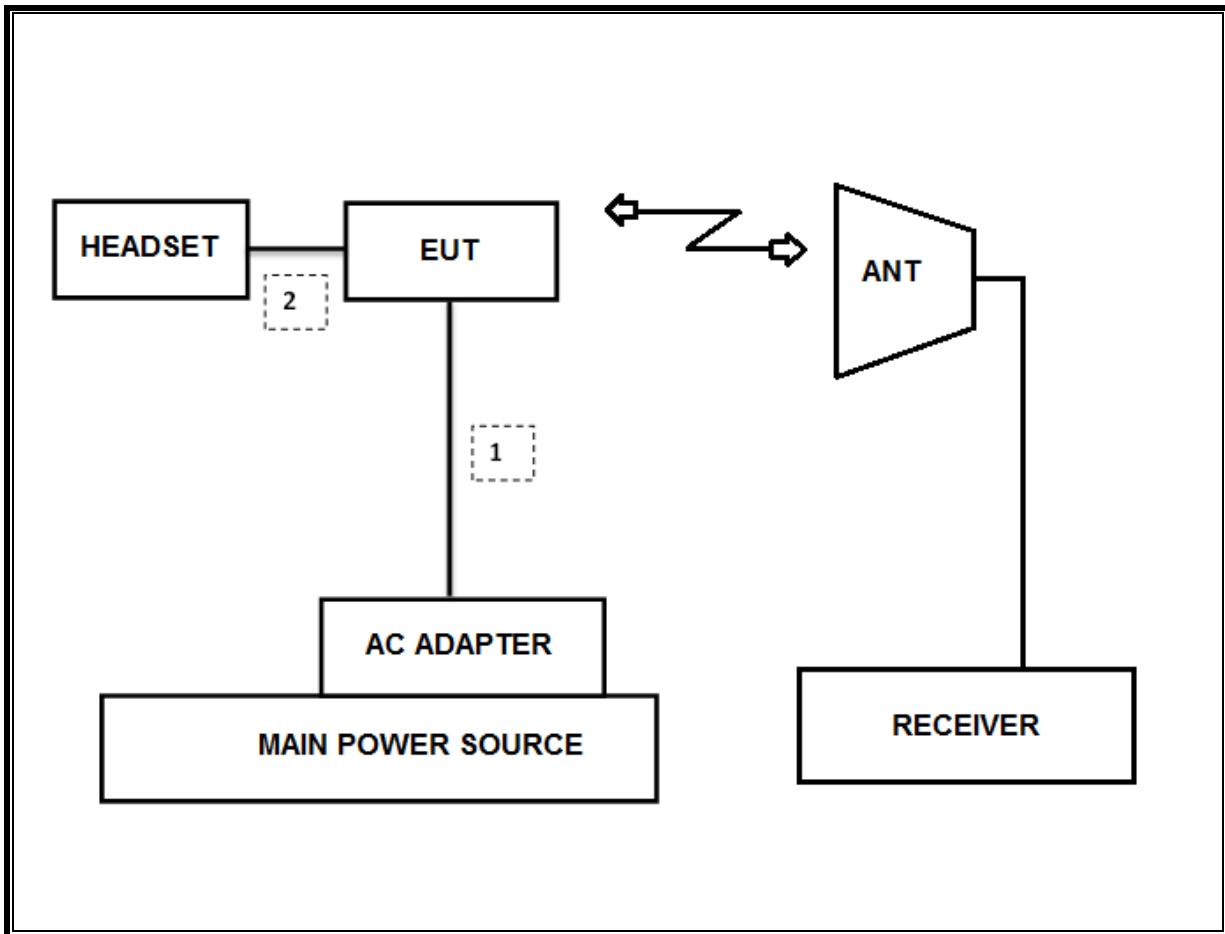 HEADSET
EUT
ANT
2
1
AC ADAPTER
MAIN POWER SOURCE
RECEIVER